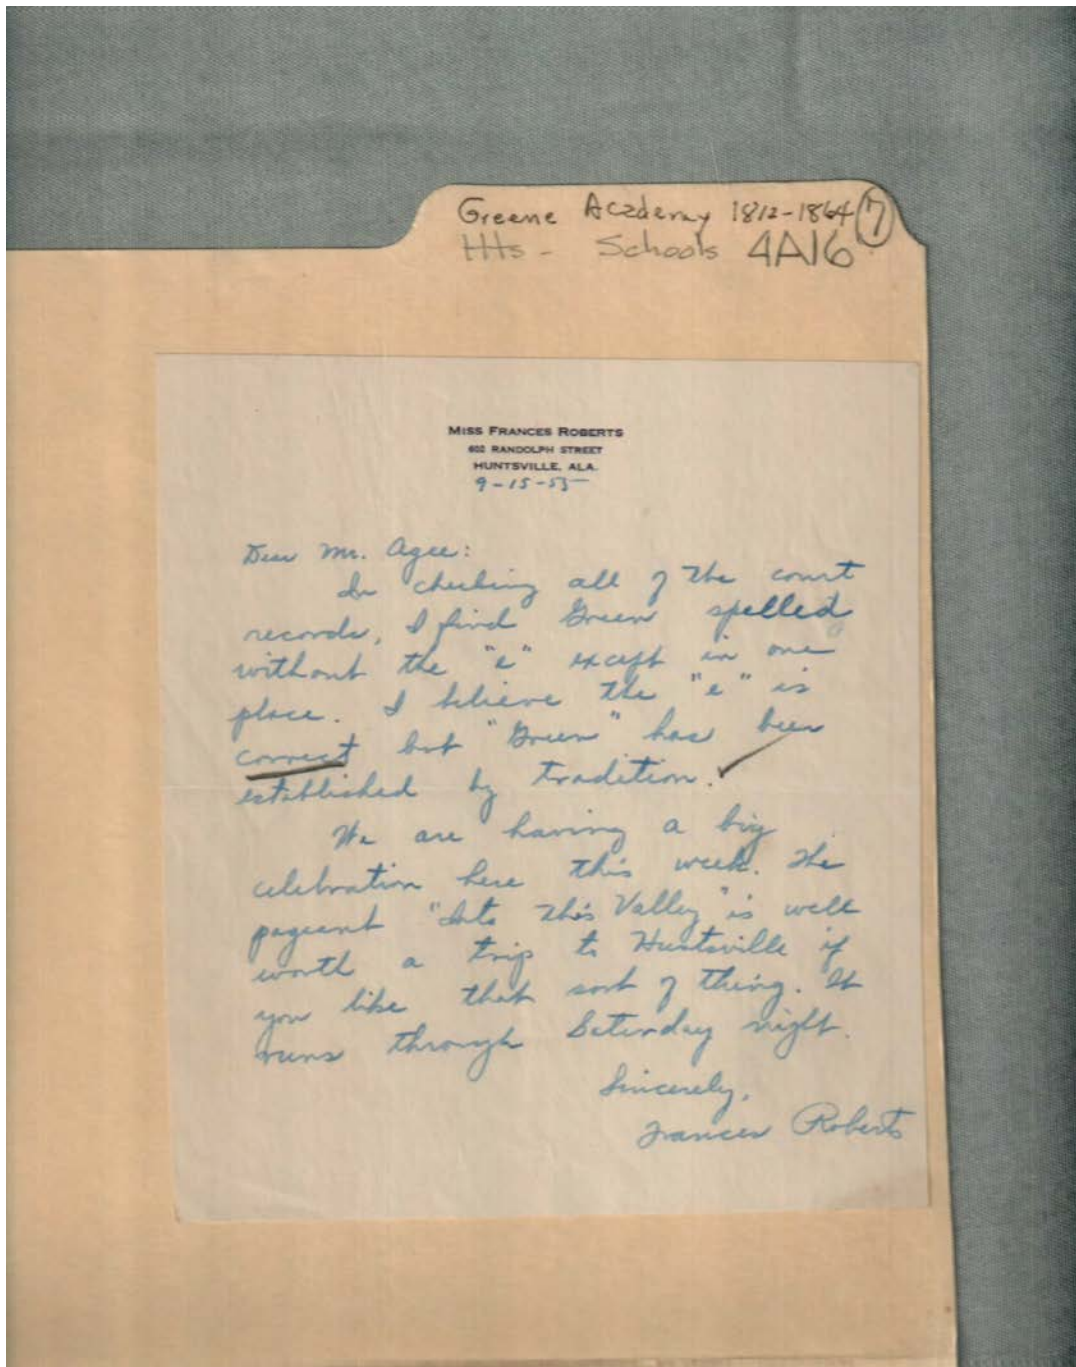 Greene Academy 1812-1864 7
Hts - Schools 4A16
MISS FRANCES ROBERTS
602 RANDOLPH STREET
HUNTSVILLE, ALA.
9-15-55
Dear Mr. Agee:
In checking all of the court
records, I find Green spelled
without the "e" except in one
place. I believe the "e" is
correct but "Green" has been
established by tradition.
We are having a big
celebration here this week. The
pageant "Into This Valley" is well
worth a trip to Huntsville if
you like that sort of thing. It
runs through Saturday night.
Sincerely,
Frances Roberts